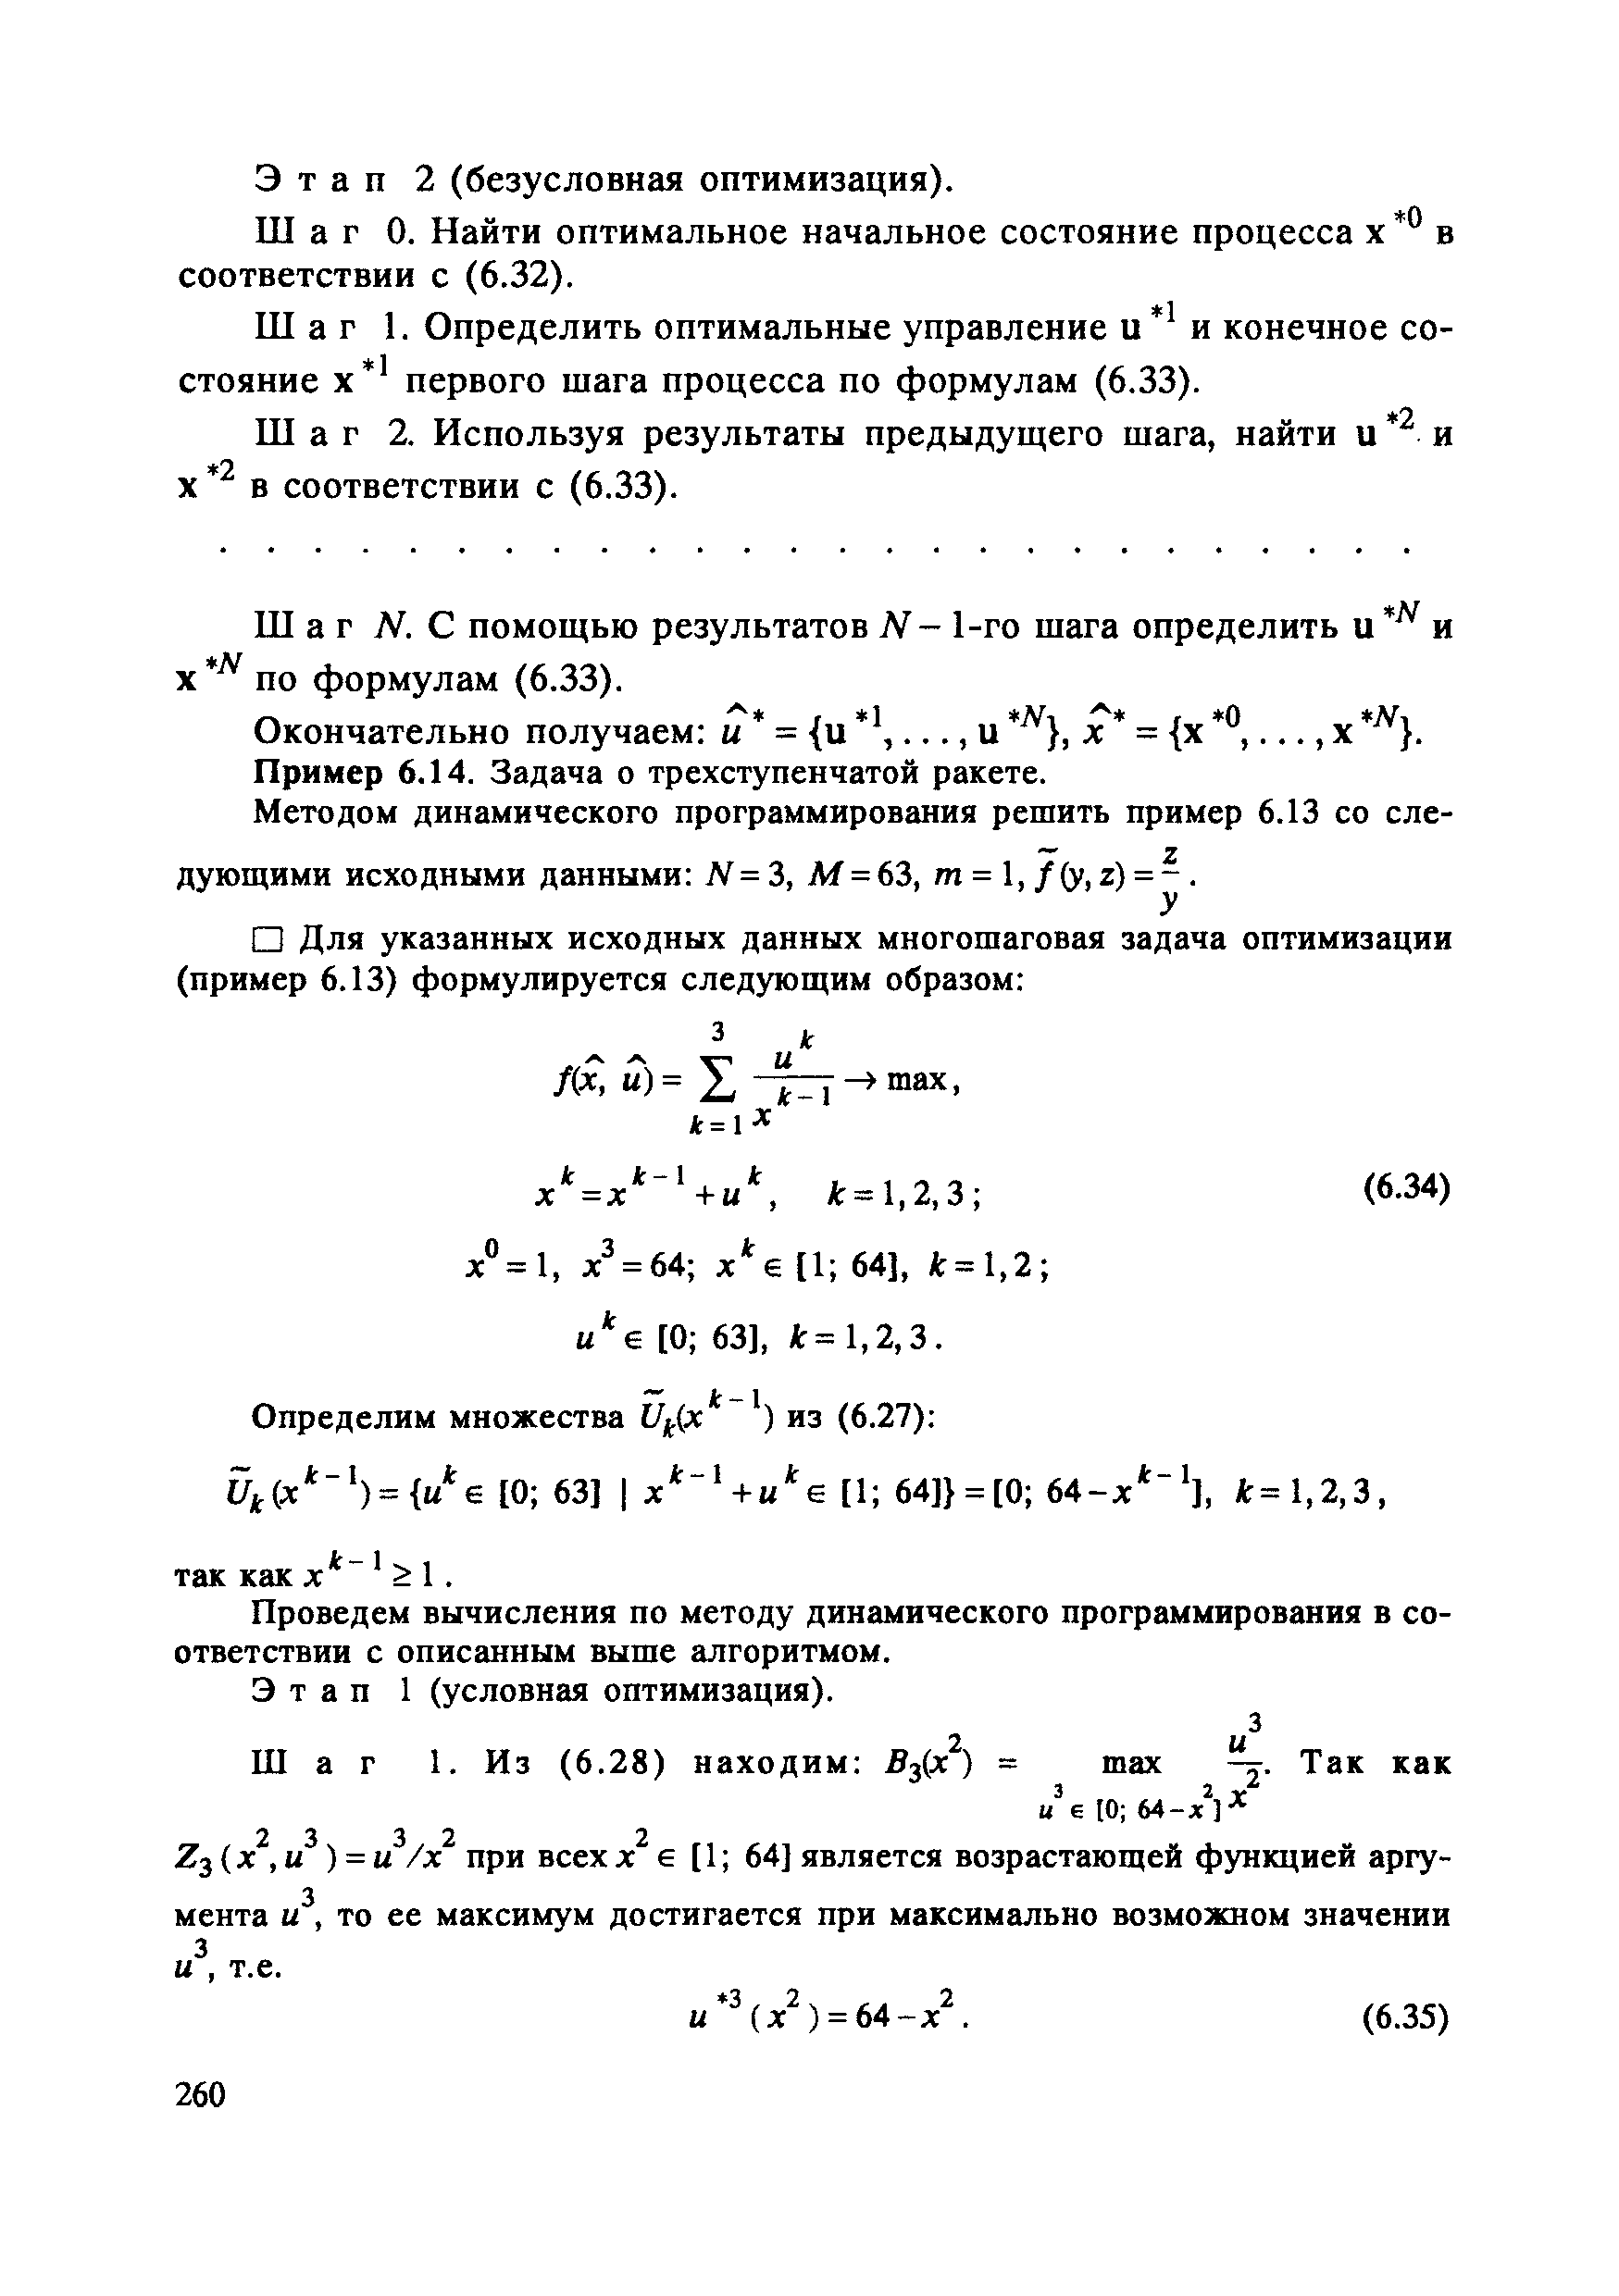 Э т а п 2 (безусловная оптимизация).
Ш а г 0. Найти оптимальное начальное состояние процесса x^{*0} в
соответствии с (6.32).
Ш а г 1. Определить оптимальные управление u^{*1} и конечное со-
стояние x^{*1} первого шага процесса по формулам (6.33).
Ш а г 2. Используя результаты предыдущего шага, найти u^{*2} и
x^{*2} в соответствии с (6.33).
. . . . . . . . . . . . . . . . . . . . . . . . . .
Ш а г N. С помощью результатов N – 1-го шага определить u^{*N} и
x^{*N} по формулам (6.33).
Окончательно получаем: û^* = {u^{*1}, . . . , u^{*N}}, x̂^* = {x^{*0}, . . . , x^{*N}}.
Пример 6.14. Задача о трехступенчатой ракете.
Методом динамического программирования решить пример 6.13 со сле-
дующими исходными данными: N = 3, M = 63, m = 1, f̃(y, z) = z/y .
□ Для указанных исходных данных многошаговая задача оптимизации
(пример 6.13) формулируется следующим образом:
f(x̂, û) = ∑_{k=1}^{3} u^k / x^{k-1} → max,
x^k = x^{k-1} + u^k, k = 1, 2, 3; (6.34)
x^0 = 1, x^3 = 64; x^k ∈ [1; 64], k = 1, 2;
u^k ∈ [0; 63], k = 1, 2, 3.
Определим множества Ũ_k(x^{k-1}) из (6.27):
Ũ_k(x^{k-1}) = {u^k ∈ [0; 63] | x^{k-1} + u^k ∈ [1; 64]} = [0; 64 - x^{k-1}], k = 1, 2, 3,
так как x^{k-1} ≥ 1.
Проведем вычисления по методу динамического программирования в со-
ответствии с описанным выше алгоритмом.
Э т а п 1 (условная оптимизация).
Ш а г 1. Из (6.28) находим: B_3(x^2) = max_{u^3 ∈ [0; 64-x^2]} u^3/x^2. Так как
Z_3(x^2, u^3) = u^3/x^2 при всех x^2 ∈ [1; 64] является возрастающей функцией аргу-
мента u^3, то ее максимум достигается при максимально возможном значении
u^3, т.е.
u^{*3}(x^2) = 64 - x^2. (6.35)
260